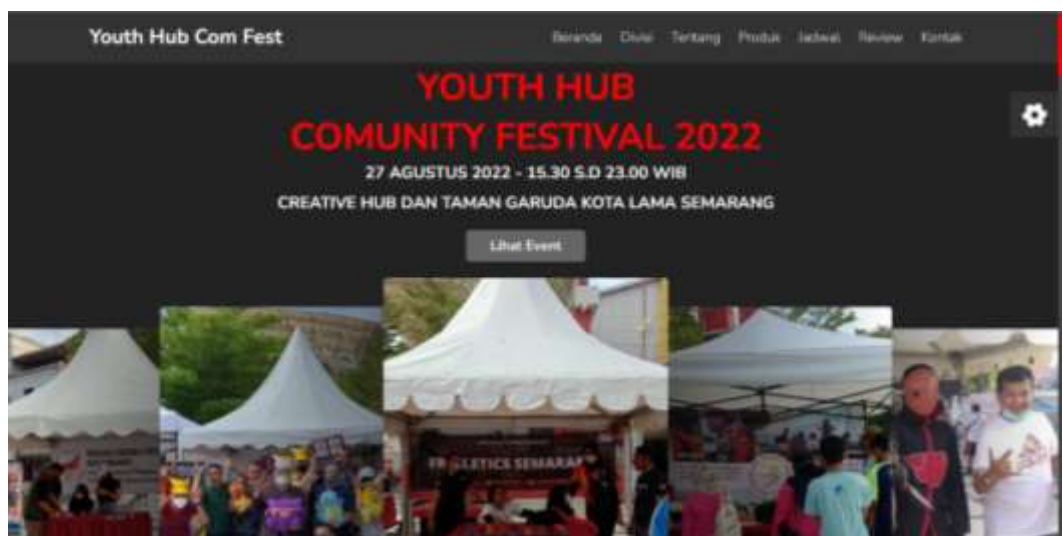 Youth Hub Com Fest
Beranda Divisi Tentang Produk Jadwal Review Kontak
YOUTH HUB
COMUNITY FESTIVAL 2022
27 AGUSTUS 2022 - 15.30 S.D 23.00 WIB
CREATIVE HUB DAN TAMAN GARUDA KOTA LAMA SEMARANG
Lihat Event
SEMARANG